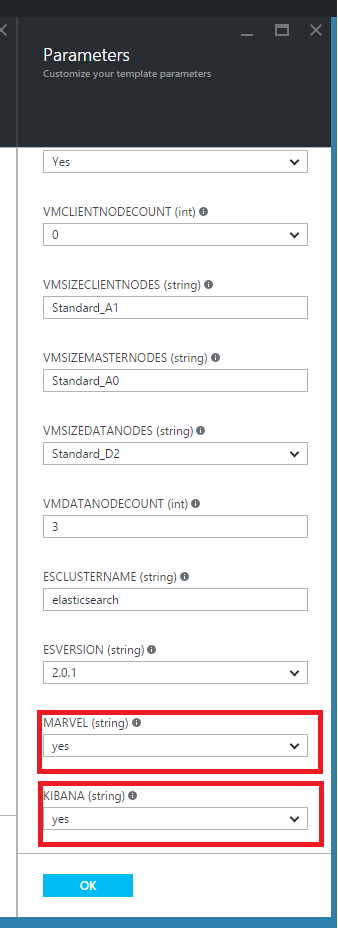 Parameters
Customize your template parameters
Yes
VMCLIENTNODECOUNT (int)
0
VMSIZECLIENTNODES (string)
Standard_A1
VMSIZEMASTERNODES (string)
Standard_A0
VMSIZEDATANODES (string)
Standard_D2
VMDATANODECOUNT (int)
3
ESCLUSTERNAME (string)
elasticsearch
ESVERSION (string)
2.0.1
MARVEL (string)
yes
KIBANA (string)
yes
OK